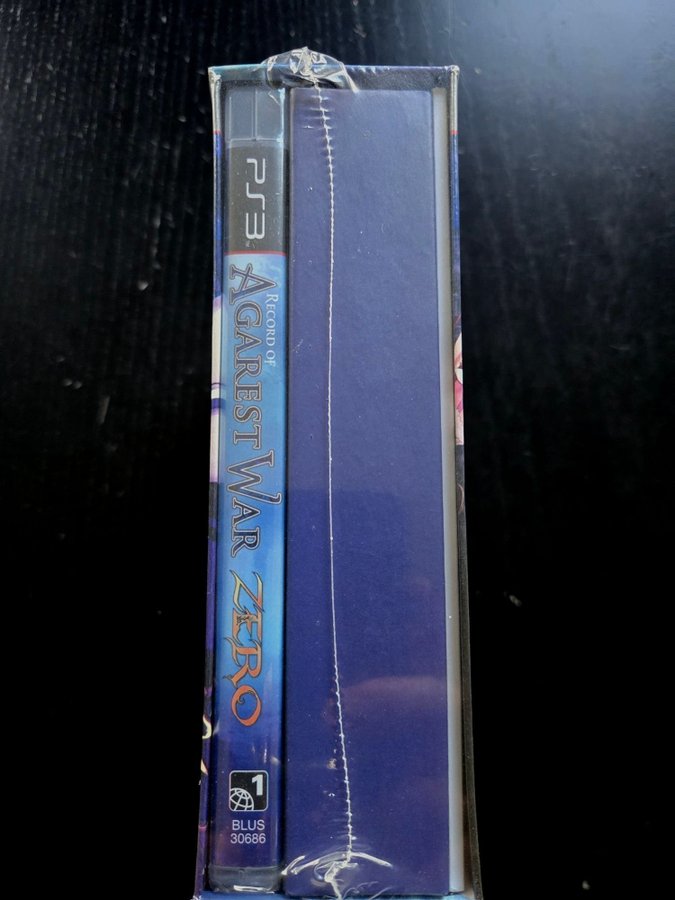 PS3
RECORD OF
AGAREST WAR
ZERO
1
BLUS
30686